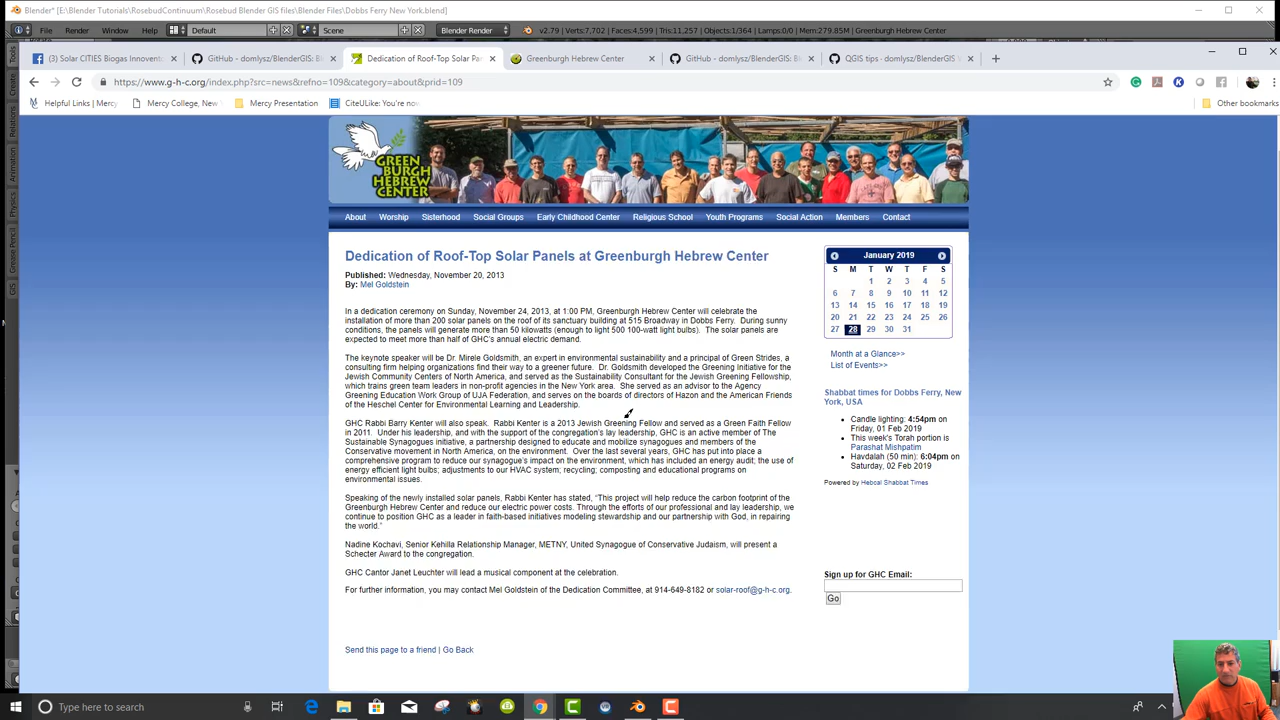 Blender* [E:\Blender Tutorials\RosebudContinuum\Rosebud Blender GIS files\Blender Files\Dobbs Ferry New York.blend]
File Render Window Help Default Scene Blender Render v2.79 | Verts:7,702 | Faces:4,599 | Tris:11,257 | Objects:1/364 | Lamps:0/0 | Mem:279.85M | Greenburgh Hebrew Center
(3) Solar CITIES Biogas Innovent GitHub - domlysz/BlenderGIS: Bl Dedication of Roof-Top Solar Pan Greenburgh Hebrew Center GitHub - domlysz/BlenderGIS: Bl QGIS tips - domlysz/BlenderGIS
https://www.g-h-c.org/index.php?src=news&refno=109&category=about&prid=109
Helpful Links | Mercy Mercy College, New Mercy Presentation CiteULike: You're now Other bookmarks
Tools
Create
Relations
Animation
Physics
Grease Pencil
GIS
GREEN
BURGH
HEBREW
CENTER
About Worship Sisterhood Social Groups Early Childhood Center Religious School Youth Programs Social Action Members Contact
Dedication of Roof-Top Solar Panels at Greenburgh Hebrew Center
Published: Wednesday, November 20, 2013
By: Mel Goldstein
In a dedication ceremony on Sunday, November 24, 2013, at 1:00 PM, Greenburgh Hebrew Center will celebrate the
installation of more than 200 solar panels on the roof of its sanctuary building at 515 Broadway in Dobbs Ferry. During sunny
conditions, the panels will generate more than 50 kilowatts (enough to light 500 100-watt light bulbs). The solar panels are
expected to meet more than half of GHC's annual electric demand.
The keynote speaker will be Dr. Mirele Goldsmith, an expert in environmental sustainability and a principal of Green Strides, a
consulting firm helping organizations find their way to a greener future. Dr. Goldsmith developed the Greening Initiative for the
Jewish Community Centers of North America, and served as the Sustainability Consultant for the Jewish Greening Fellowship,
which trains green team leaders in non-profit agencies in the New York area. She served as an advisor to the Agency
Greening Education Work Group of UJA Federation, and serves on the boards of directors of Hazon and the American Friends
of the Heschel Center for Environmental Learning and Leadership.
GHC Rabbi Barry Kenter will also speak. Rabbi Kenter is a 2013 Jewish Greening Fellow and served as a Green Faith Fellow
in 2011. Under his leadership, and with the support of the congregation's lay leadership, GHC is an active member of The
Sustainable Synagogues initiative, a partnership designed to educate and mobilize synagogues and members of the
Conservative movement in North America, on the environment. Over the last several years, GHC has put into place a
comprehensive program to reduce our synagogue's impact on the environment, which has included an energy audit; the use of
energy efficient light bulbs; adjustments to our HVAC system; recycling; composting and educational programs on
environmental issues.
Speaking of the newly installed solar panels, Rabbi Kenter has stated, "This project will help reduce the carbon footprint of the
Greenburgh Hebrew Center and reduce our electric power costs. Through the efforts of our professional and lay leadership, we
continue to position GHC as a leader in faith-based initiatives modeling stewardship and our partnership with God, in repairing
the world."
Nadine Kochavi, Senior Kehilla Relationship Manager, METNY, United Synagogue of Conservative Judaism, will present a
Schecter Award to the congregation.
GHC Cantor Janet Leuchter will lead a musical component at the celebration.
For further information, you may contact Mel Goldstein of the Dedication Committee, at 914-649-8182 or solar-roof@g-h-c.org.
Send this page to a friend | Go Back
January 2019
S M T W T F S
1 2 3 4 5
6 7 8 9 10 11 12
13 14 15 16 17 18 19
20 21 22 23 24 25 26
27 28 29 30 31
Month at a Glance>>
List of Events>>
Shabbat times for Dobbs Ferry, New
York, USA
Candle lighting: 4:54pm on
Friday, 01 Feb 2019
This week's Torah portion is
Parashat Mishpatim
Havdalah (50 min): 6:04pm on
Saturday, 02 Feb 2019
Powered by Hebcal Shabbat Times
Sign up for GHC Email:
Go
Type here to search